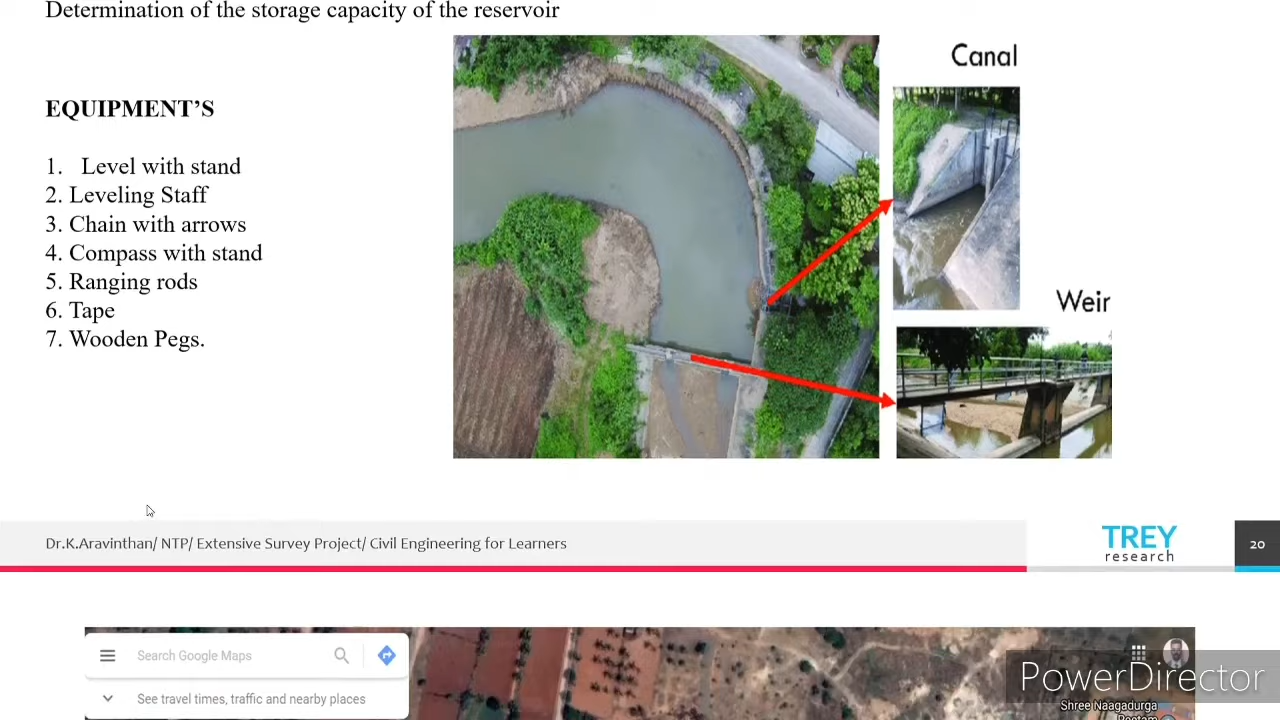 Determination of the storage capacity of the reservoir
EQUIPMENT’S
1. Level with stand
2. Leveling Staff
3. Chain with arrows
4. Compass with stand
5. Ranging rods
6. Tape
7. Wooden Pegs.
Canal
Weir
Dr.K.Aravinthan/ NTP/ Extensive Survey Project/ Civil Engineering for Learners
TREY
research
20
Search Google Maps
See travel times, traffic and nearby places
PowerDirector
Shree Naagadurga
Peetam